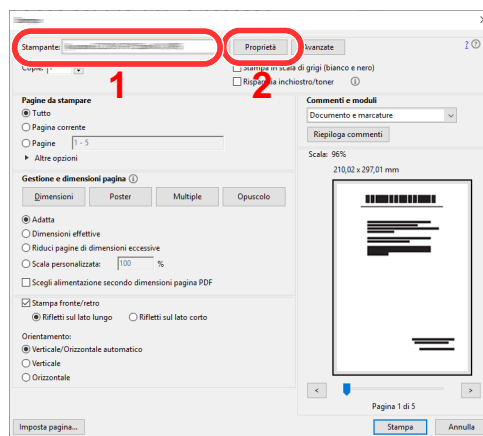 Stampante:
Proprietà
Avanzate
?
Copie: 1
Stampa in scala di grigi (bianco e nero)
Risparmia inchiostro/toner
1
2
Pagine da stampare
Tutto
Pagina corrente
Pagine 1 - 5
Altre opzioni
Commenti e moduli
Documento e marcature
Riepiloga commenti
Scala: 96%
210,02 x 297,01 mm
Gestione e dimensioni pagina
Dimensioni Poster Multiple Opuscolo
Adatta
Dimensioni effettive
Riduci pagine di dimensioni eccessive
Scala personalizzata: 100 %
Scegli alimentazione secondo dimensioni pagina PDF
Stampa fronte/retro
Rifletti sul lato lungo Rifletti sul lato corto
Orientamento:
Verticale/Orizzontale automatico
Verticale
Orizzontale
< >
Pagina 1 di 5
Imposta pagina... Stampa Annulla